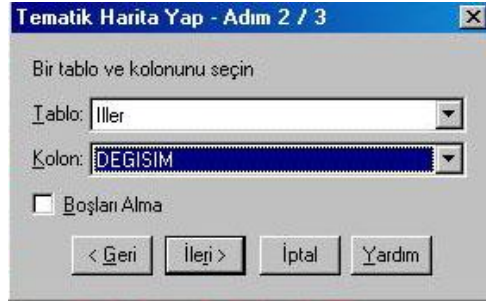 Tematik Harita Yap - Adım 2 / 3
Bir tablo ve kolonunu seçin
Tablo: Iller
Kolon: DEGISIM
Boşları Alma
< Geri İleri > İptal Yardım